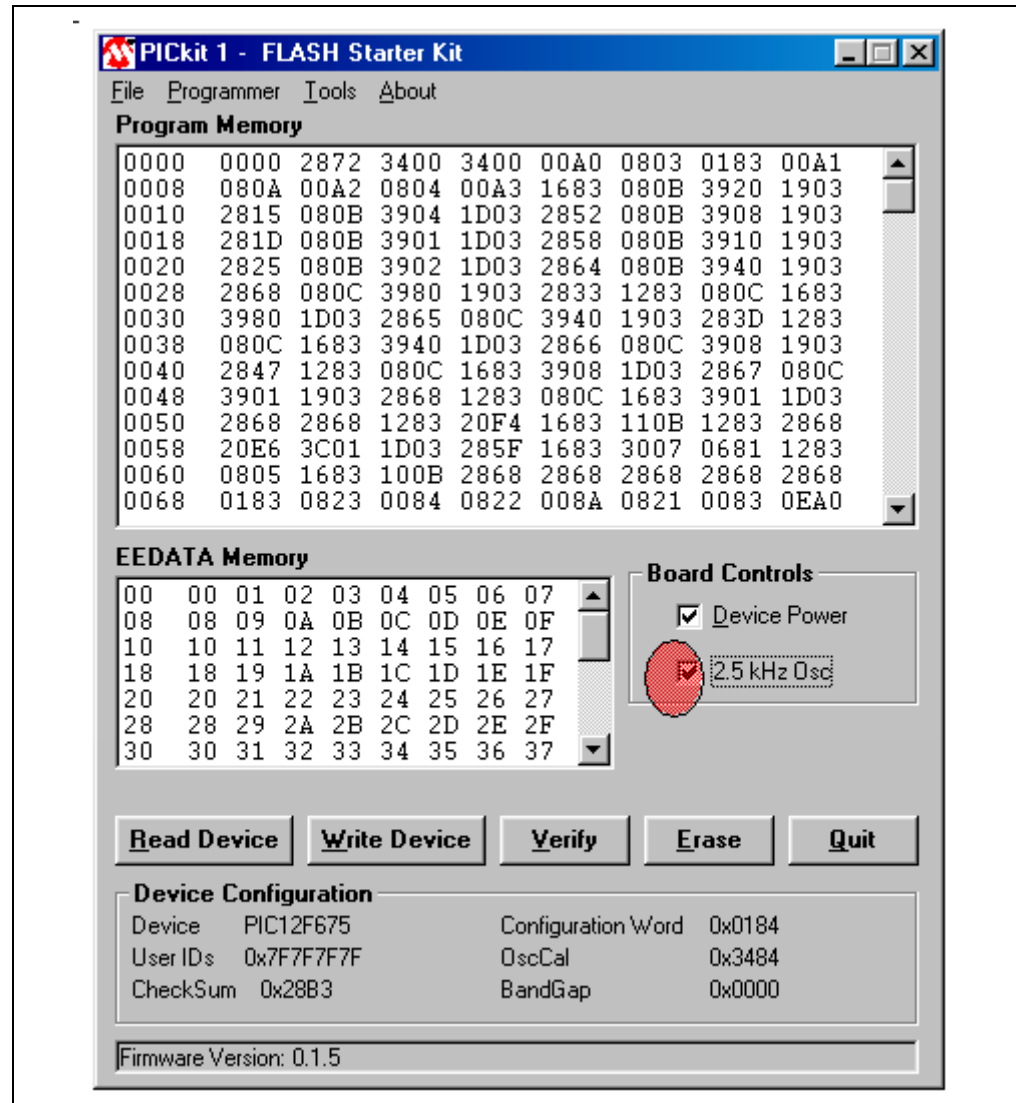 PICkit 1 - FLASH Starter Kit
File Programmer Tools About
Program Memory
0000 0000 2872 3400 3400 00A0 0803 0183 00A1
0008 080A 00A2 0804 00A3 1683 080B 3920 1903
0010 2815 080B 3904 1D03 2852 080B 3908 1903
0018 281D 080B 3901 1D03 2858 080B 3910 1903
0020 2825 080B 3902 1D03 2864 080B 3940 1903
0028 2868 080C 3980 1903 2833 1283 080C 1683
0030 3980 1D03 2865 080C 3940 1903 283D 1283
0038 080C 1683 3940 1D03 2866 080C 3908 1903
0040 2847 1283 080C 1683 3908 1D03 2867 080C
0048 3901 1903 2868 1283 080C 1683 3901 1D03
0050 2868 2868 1283 20F4 1683 110B 1283 2868
0058 20E6 3C01 1D03 285F 1683 3007 0681 1283
0060 0805 1683 100B 2868 2868 2868 2868 2868
0068 0183 0823 0084 0822 008A 0821 0083 0EA0
EEDATA Memory
00 00 01 02 03 04 05 06 07
08 08 09 0A 0B 0C 0D 0E 0F
10 10 11 12 13 14 15 16 17
18 18 19 1A 1B 1C 1D 1E 1F
20 20 21 22 23 24 25 26 27
28 28 29 2A 2B 2C 2D 2E 2F
30 30 31 32 33 34 35 36 37
Board Controls
Device Power
2.5 kHz Osc
Read Device Write Device Verify Erase Quit
Device Configuration
Device PIC12F675 Configuration Word 0x0184
User IDs 0x7F7F7F7F OscCal 0x3484
CheckSum 0x28B3 BandGap 0x0000
Firmware Version: 0.1.5